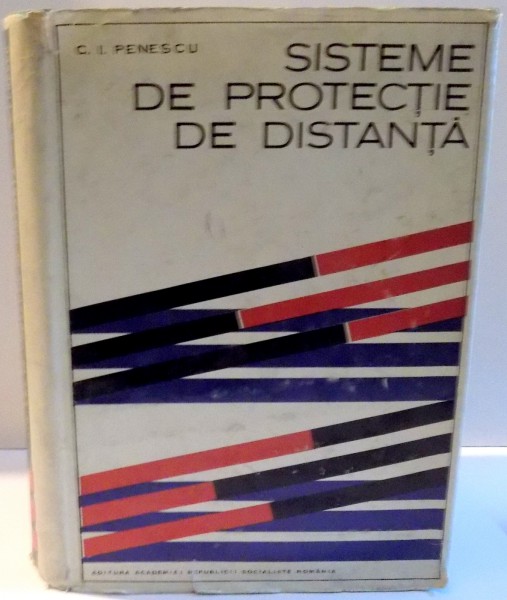 C. I. PENESCU
SISTEME
DE PROTECȚIE
DE DISTANȚĂ
EDITURA ACADEMIEI REPUBLICII SOCIALISTE ROMÂNIA